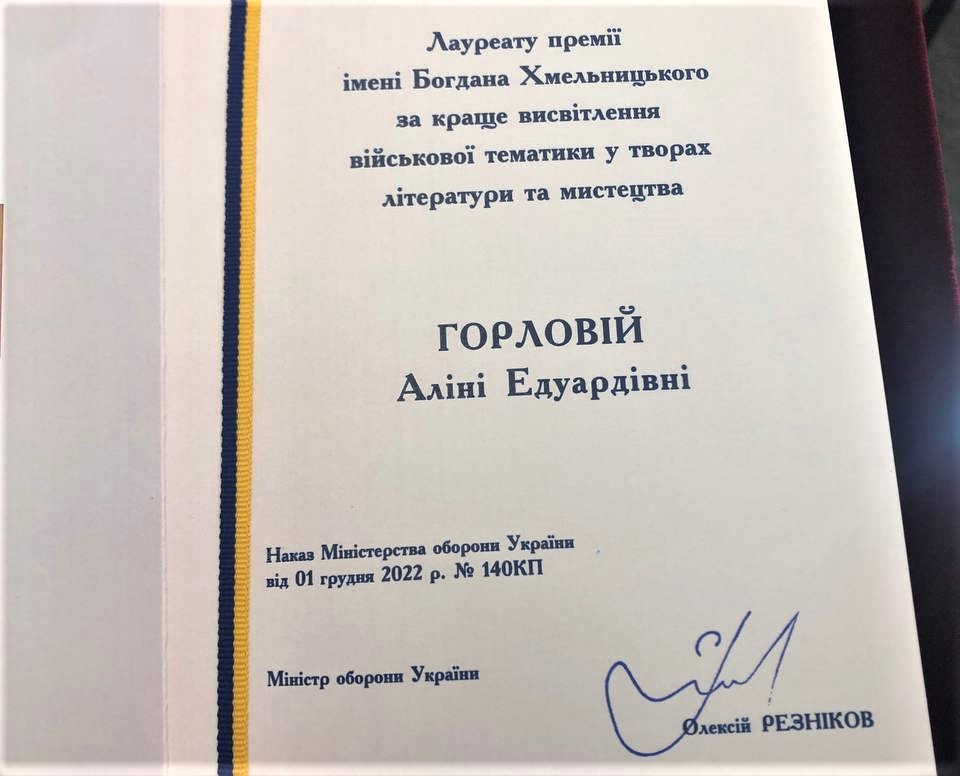 Лауреату премії
імені Богдана Хмельницького
за краще висвітлення
військової тематики у творах
літератури та мистецтва
ГОРЛОВІЙ
Аліні Едуардівні
Наказ Міністерства оборони України
від 01 грудня 2022 р. № 140КП
Міністр оборони України
Олексій РЕЗНІКОВ